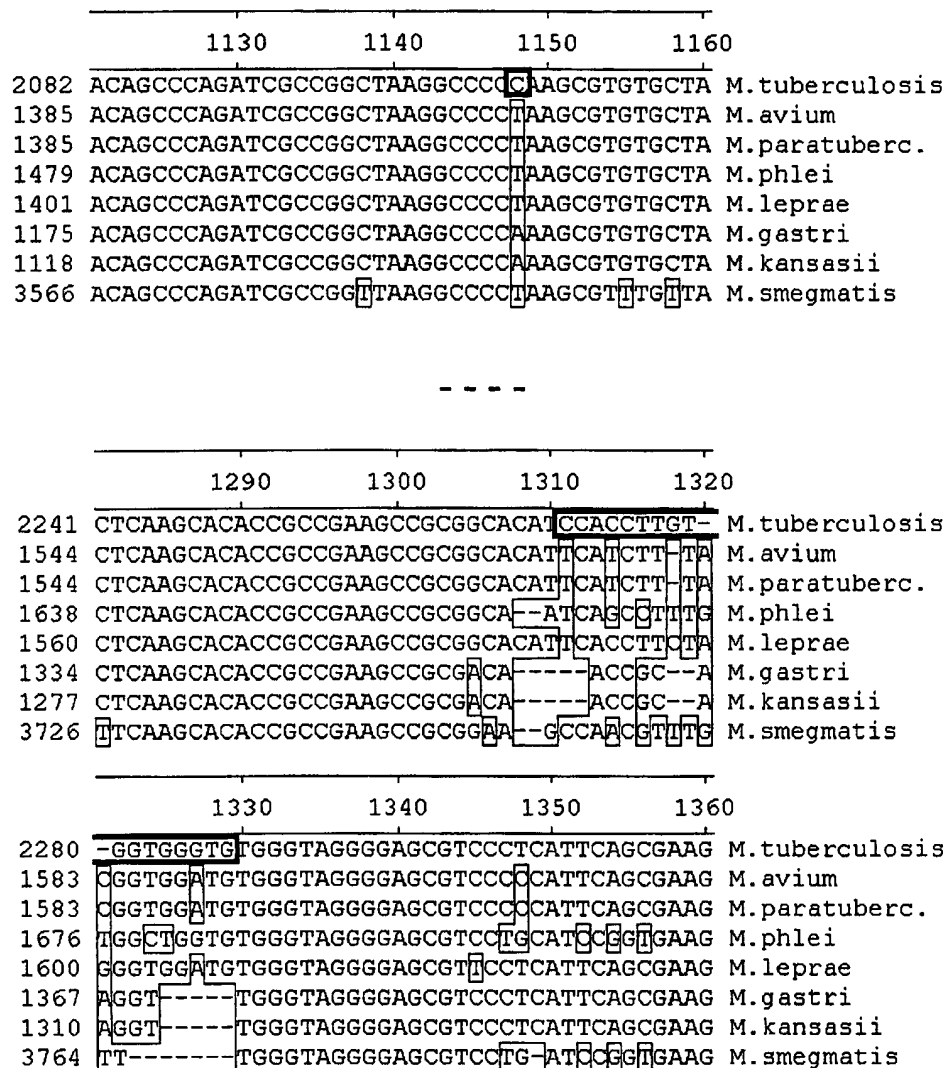 1130 1140 1150 1160
2082 ACAGCCCAGATCGCCGGCTAAGGCCCCCAAGCGTGTGCTA M.tuberculosis
1385 ACAGCCCAGATCGCCGGCTAAGGCCCCTAAGCGTGTGCTA M.avium
1385 ACAGCCCAGATCGCCGGCTAAGGCCCCTAAGCGTGTGCTA M.paratuberc.
1479 ACAGCCCAGATCGCCGGCTAAGGCCCCTAAGCGTGTGCTA M.phlei
1401 ACAGCCCAGATCGCCGGCTAAGGCCCCTAAGCGTGTGCTA M.leprae
1175 ACAGCCCAGATCGCCGGCTAAGGCCCCAAAGCGTGTGCTA M.gastri
1118 ACAGCCCAGATCGCCGGCTAAGGCCCCAAAGCGTGTGCTA M.kansasii
3566 ACAGCCCAGATCGCCGGTTAAGGCCCCTAAGCGTTTGTTA M.smegmatis
- - - -
1290 1300 1310 1320
2241 CTCAAGCACACCGCCGAAGCCGCGGCACATCCACCTTGT- M.tuberculosis
1544 CTCAAGCACACCGCCGAAGCCGCGGCACATTCATCTT-TA M.avium
1544 CTCAAGCACACCGCCGAAGCCGCGGCACATTCATCTT-TA M.paratuberc.
1638 CTCAAGCACACCGCCGAAGCCGCGGCA--ATCAGCCTTTG M.phlei
1560 CTCAAGCACACCGCCGAAGCCGCGGCACATTCACCTTCTA M.leprae
1334 CTCAAGCACACCGCCGAAGCCGCGACA-----ACCGC--A M.gastri
1277 CTCAAGCACACCGCCGAAGCCGCGACA-----ACCGC--A M.kansasii
3726 TTCAAGCACACCGCCGAAGCCGCGGAA--GCCAACGTTTG M.smegmatis
1330 1340 1350 1360
2280 -GGTGGGTGTGGGTAGGGGAGCGTCCCTCATTCAGCGAAG M.tuberculosis
1583 CGGTGGATGTGGGTAGGGGAGCGTCCCCCATTCAGCGAAG M.avium
1583 CGGTGGATGTGGGTAGGGGAGCGTCCCCCATTCAGCGAAG M.paratuberc.
1676 TGGCTGGTGTGGGTAGGGGAGCGTCCTGCATCCGGTGAAG M.phlei
1600 GGGTGGATGTGGGTAGGGGAGCGTTCCTCATTCAGCGAAG M.leprae
1367 AGGT-----TGGGTAGGGGAGCGTCCCTCATTCAGCGAAG M.gastri
1310 AGGT-----TGGGTAGGGGAGCGTCCCTCATTCAGCGAAG M.kansasii
3764 TT-------TGGGTAGGGGAGCGTCCTG-ATCCGGTGAAG M.smegmatis